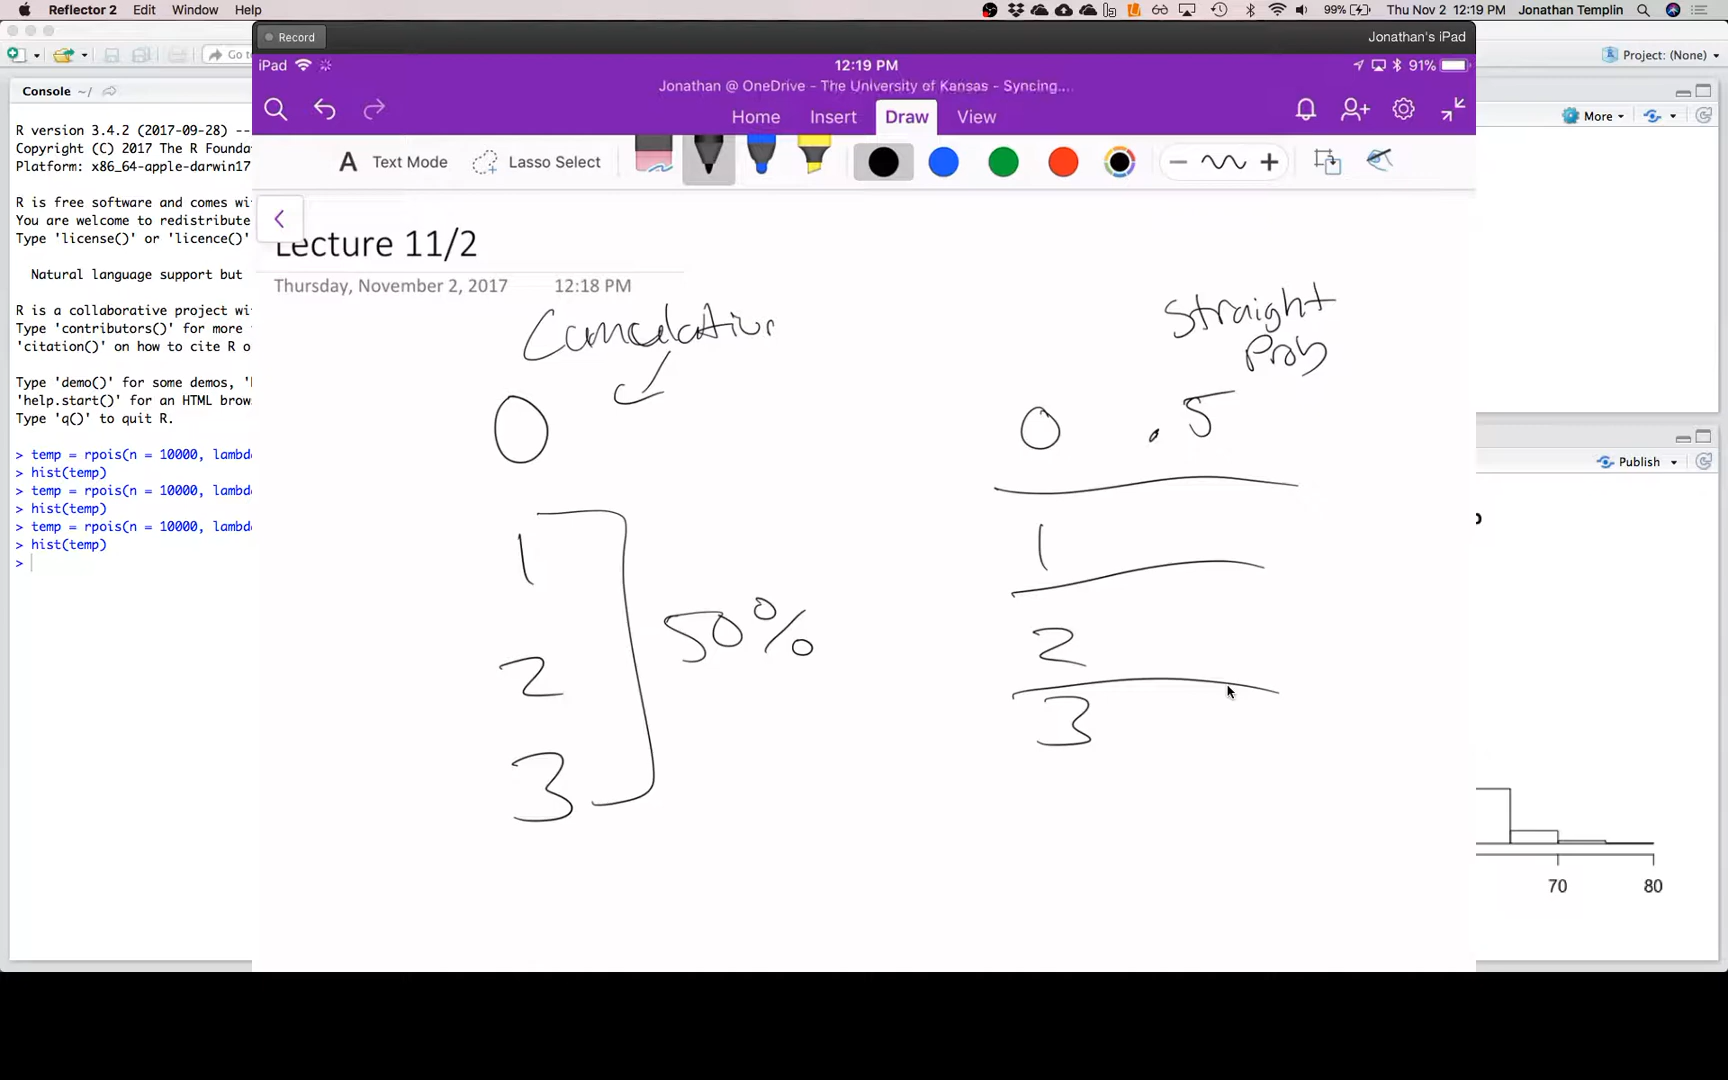 Reflector 2 Edit Window Help
99% Thu Nov 2 12:19 PM Jonathan Templin
Record
Jonathan's iPad
Go to
Project: (None)
iPad
12:19 PM
91%
Jonathan @ OneDrive - The University of Kansas - Syncing....
Home Insert Draw View
A Text Mode Lasso Select
Console ~/
More
R version 3.4.2 (2017-09-28) --
Copyright (C) 2017 The R Founda
Platform: x86_64-apple-darwin17
R is free software and comes wi
You are welcome to redistribute
Type 'license()' or 'licence()'
Natural language support but
R is a collaborative project wi
Type 'contributors()' for more
'citation()' on how to cite R o
Type 'demo()' for some demos, '
'help.start()' for an HTML brow
Type 'q()' to quit R.
> temp = rpois(n = 10000, lambd
> hist(temp)
> temp = rpois(n = 10000, lambd
> hist(temp)
> temp = rpois(n = 10000, lambd
> hist(temp)
>
Lecture 11/2
Thursday, November 2, 2017 12:18 PM
Straight
Prob
0
1
2
3
50%
0 .5
1
2
3
Publish
p
70 80